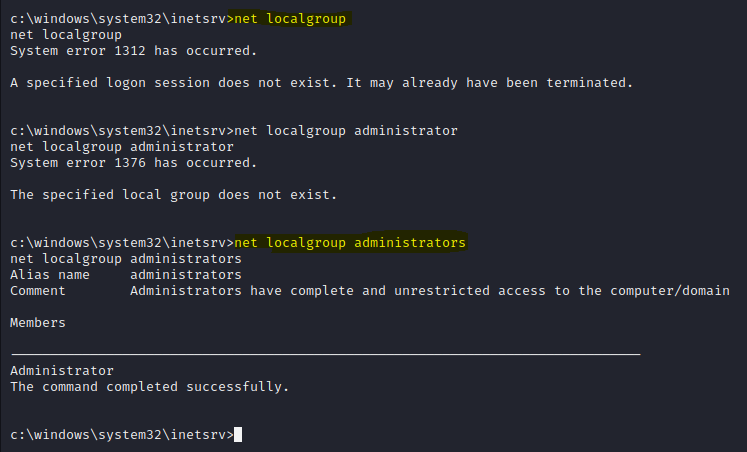 c:\windows\system32\inetsrv>net localgroup
net localgroup
System error 1312 has occurred.
A specified logon session does not exist. It may already have been terminated.
c:\windows\system32\inetsrv>net localgroup administrator
net localgroup administrator
System error 1376 has occurred.
The specified local group does not exist.
c:\windows\system32\inetsrv>net localgroup administrators
net localgroup administrators
Alias name     administrators
Comment        Administrators have complete and unrestricted access to the computer/domain
Members
-------------------------------------------------------------------------------
Administrator
The command completed successfully.
c:\windows\system32\inetsrv>